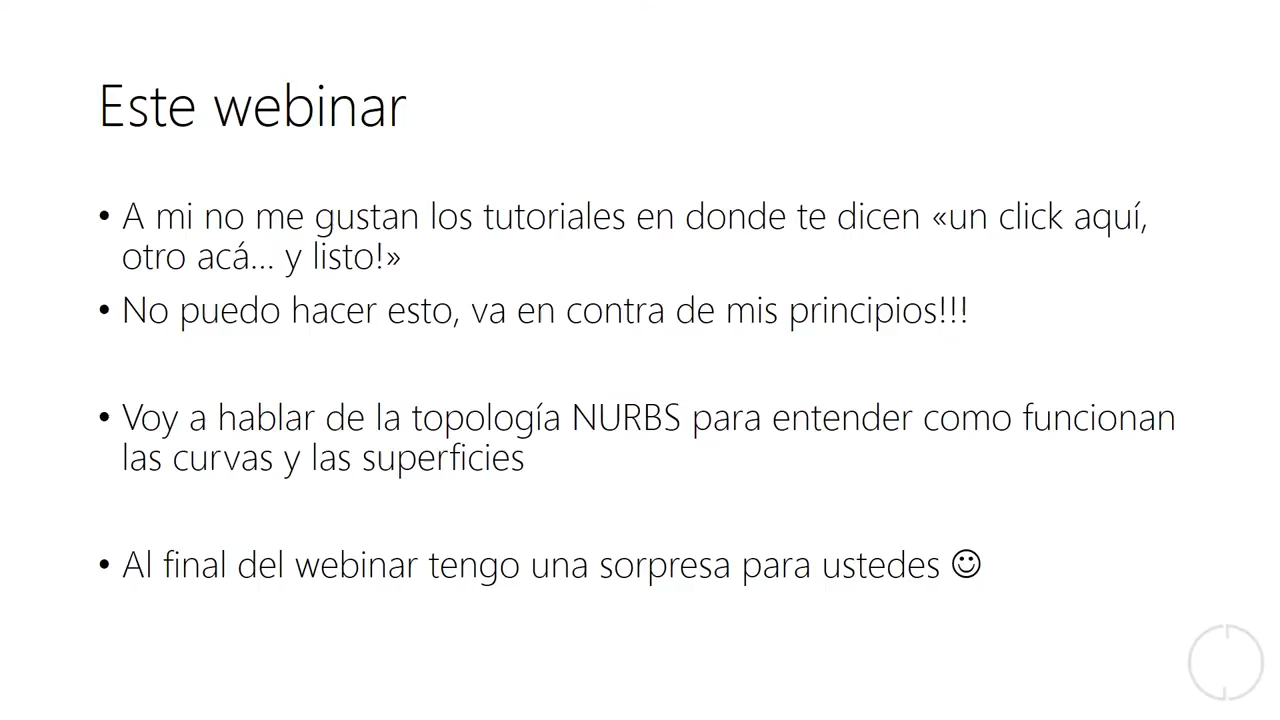 Este webinar
• A mi no me gustan los tutoriales en donde te dicen «un click aquí,
otro acá... y listo!»
• No puedo hacer esto, va en contra de mis principios!!!
• Voy a hablar de la topología NURBS para entender como funcionan
las curvas y las superficies
• Al final del webinar tengo una sorpresa para ustedes ☺